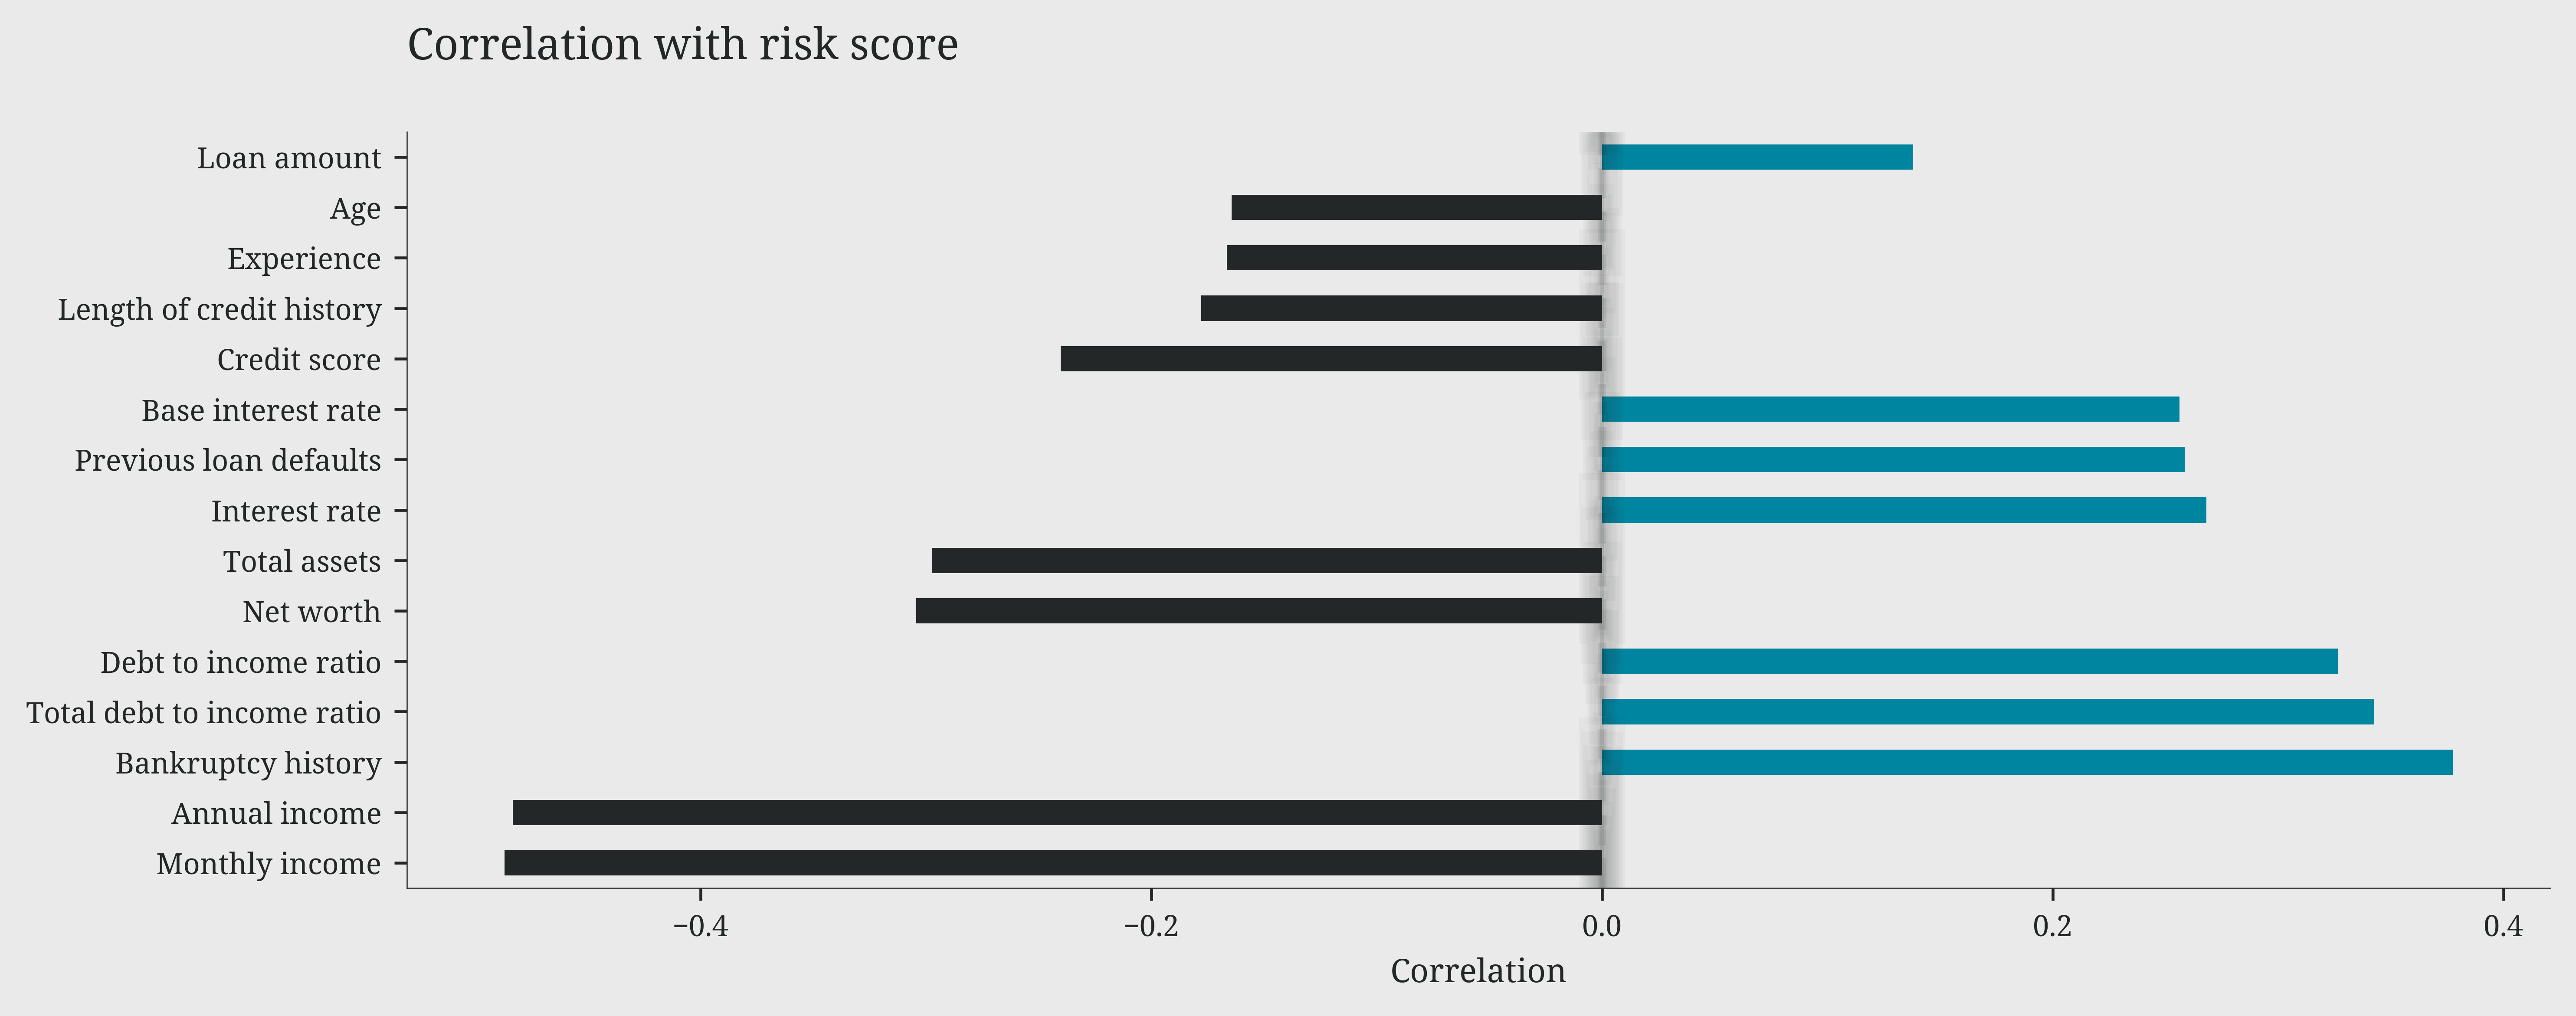 Correlation with risk score
Loan amount
Age
Experience
Length of credit history
Credit score
Base interest rate
Previous loan defaults
Interest rate
Total assets
Net worth
Debt to income ratio
Total debt to income ratio
Bankruptcy history
Annual income
Monthly income
−0.4 −0.2 0.0 0.2 0.4
Correlation